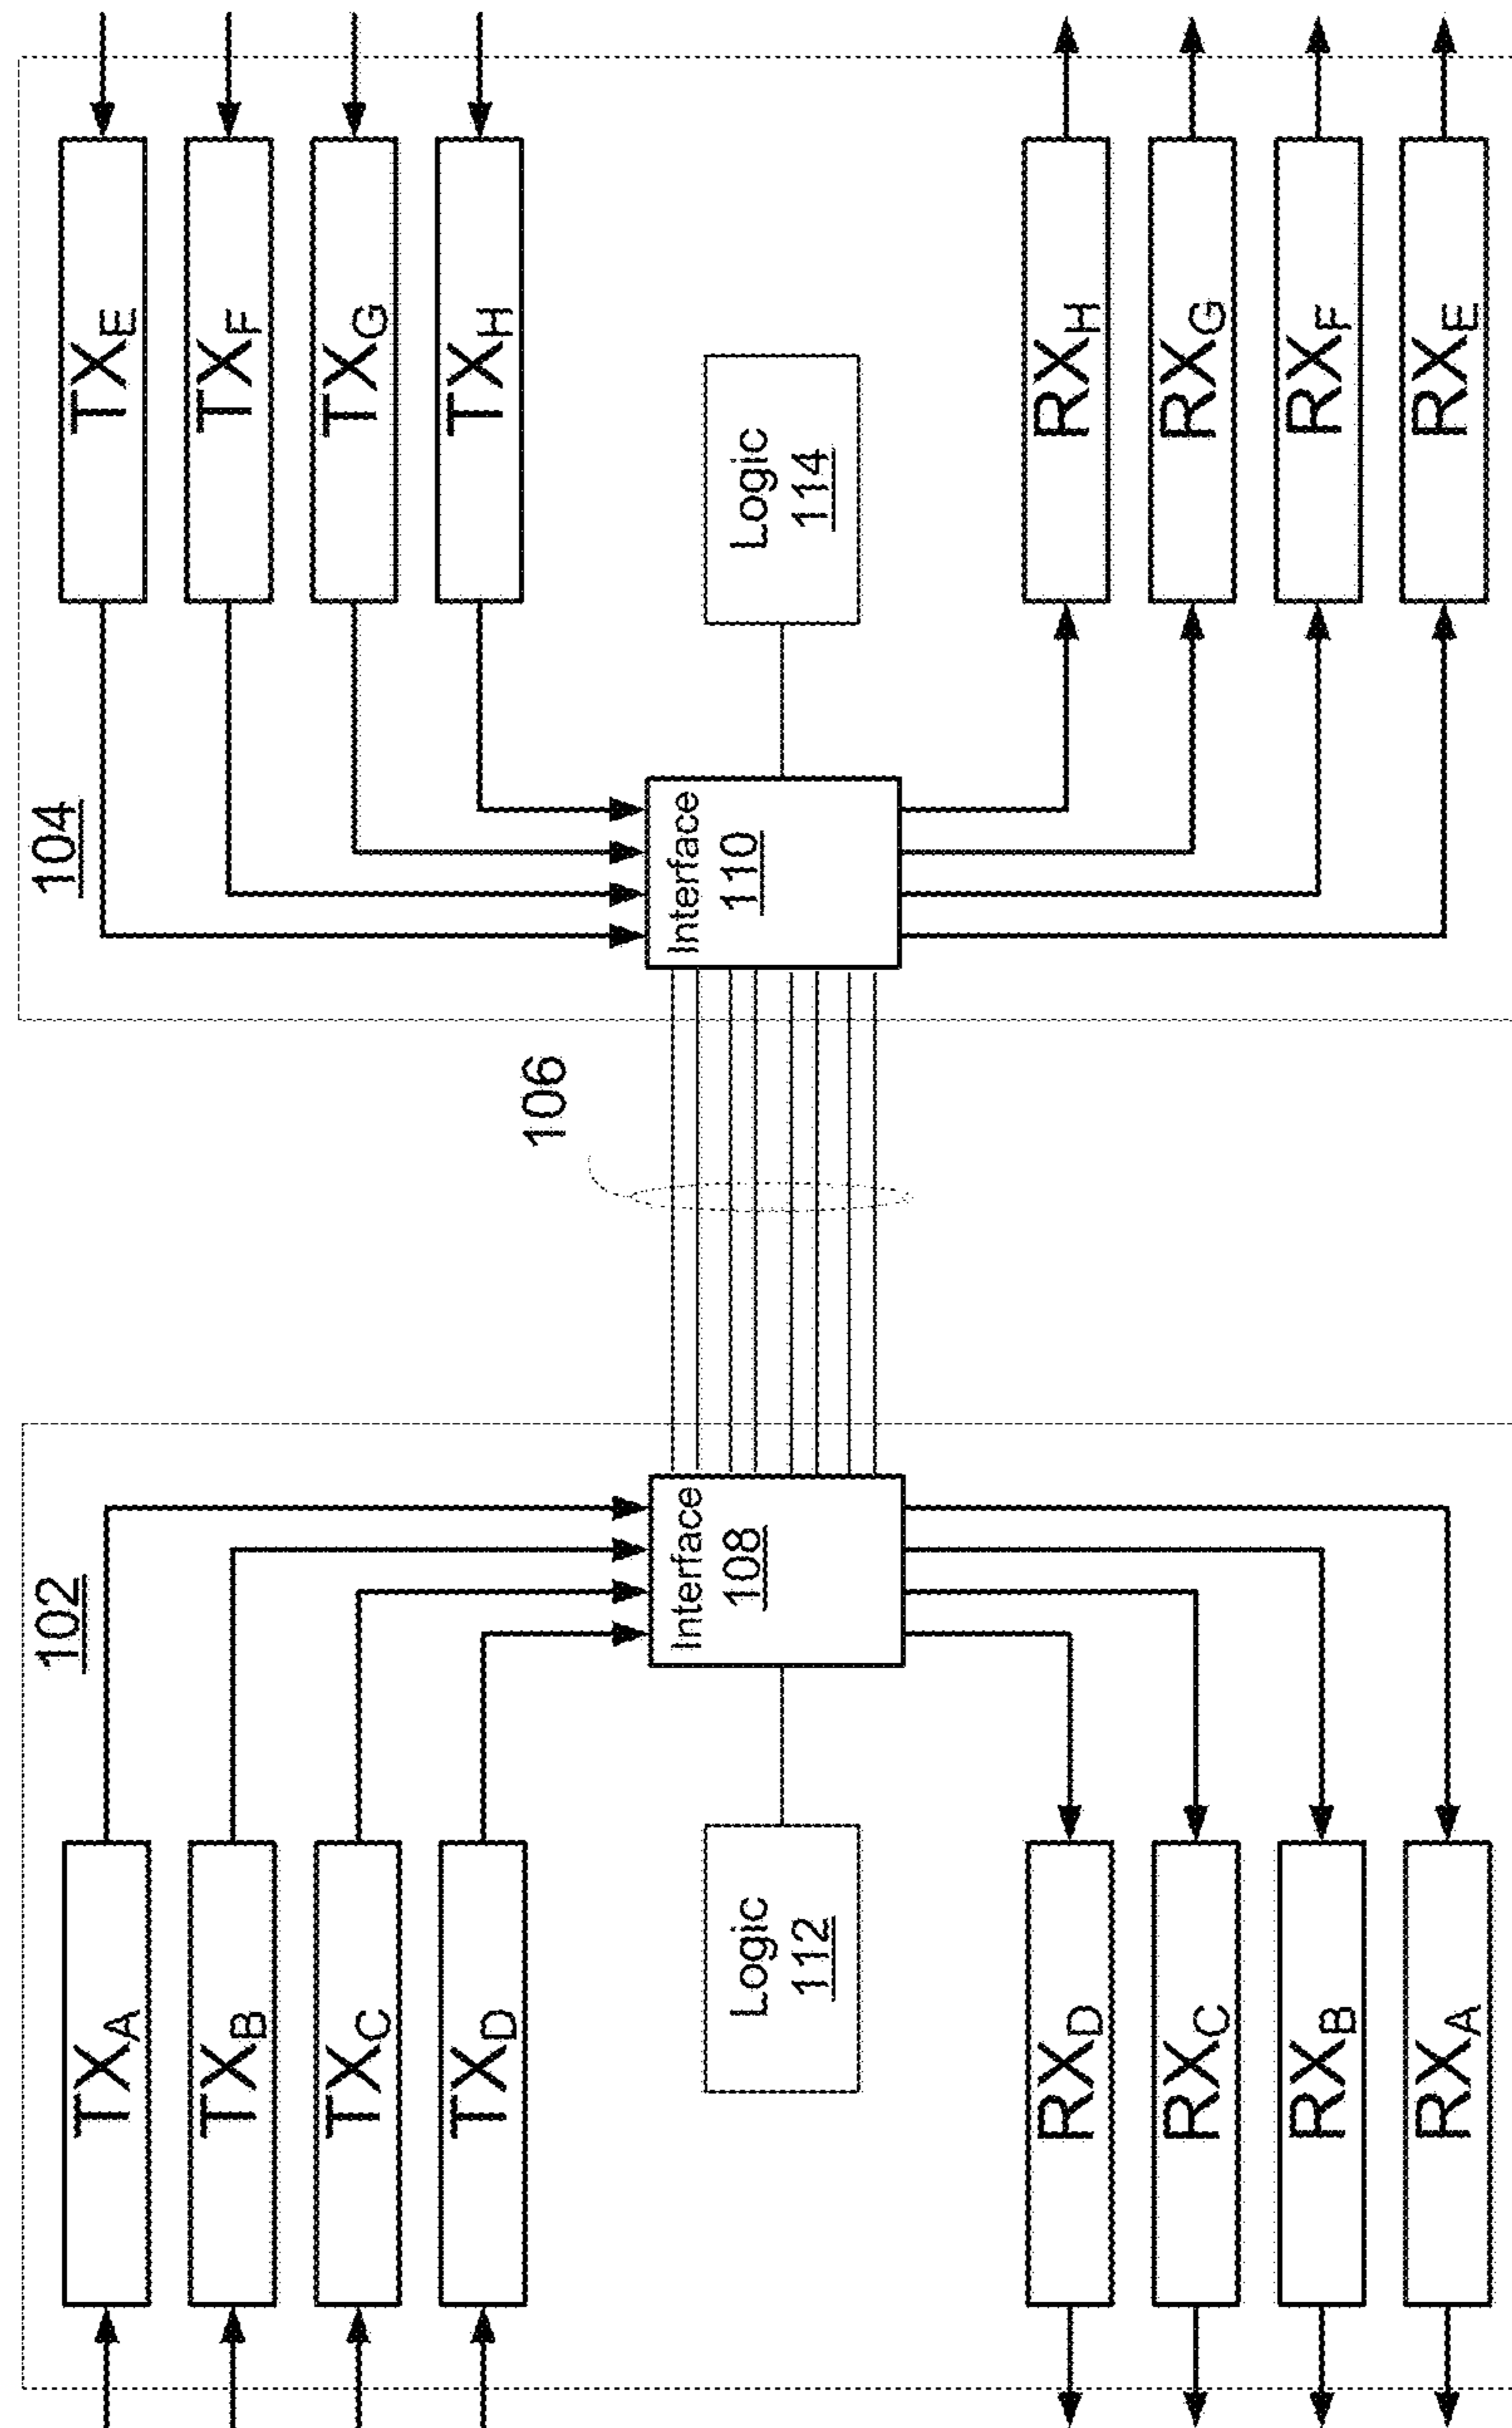 102
TXA
TXB
TXC
TXD
Interface
108
Logic
112
RXD
RXC
RXB
RXA
106
104
TXE
TXF
TXG
TXH
Interface
110
Logic
114
RXH
RXG
RXF
RXE